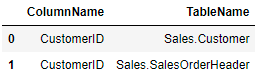 ColumnName TableName
0 CustomerID Sales.Customer
1 CustomerID Sales.SalesOrderHeader